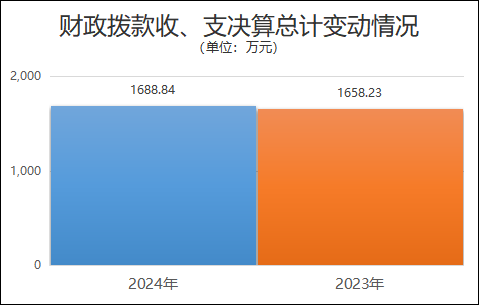 财政拨款收、支决算总计变动情况
（单位：万元）
2,000
1688.84
1658.23
1,000
0
2024年
2023年